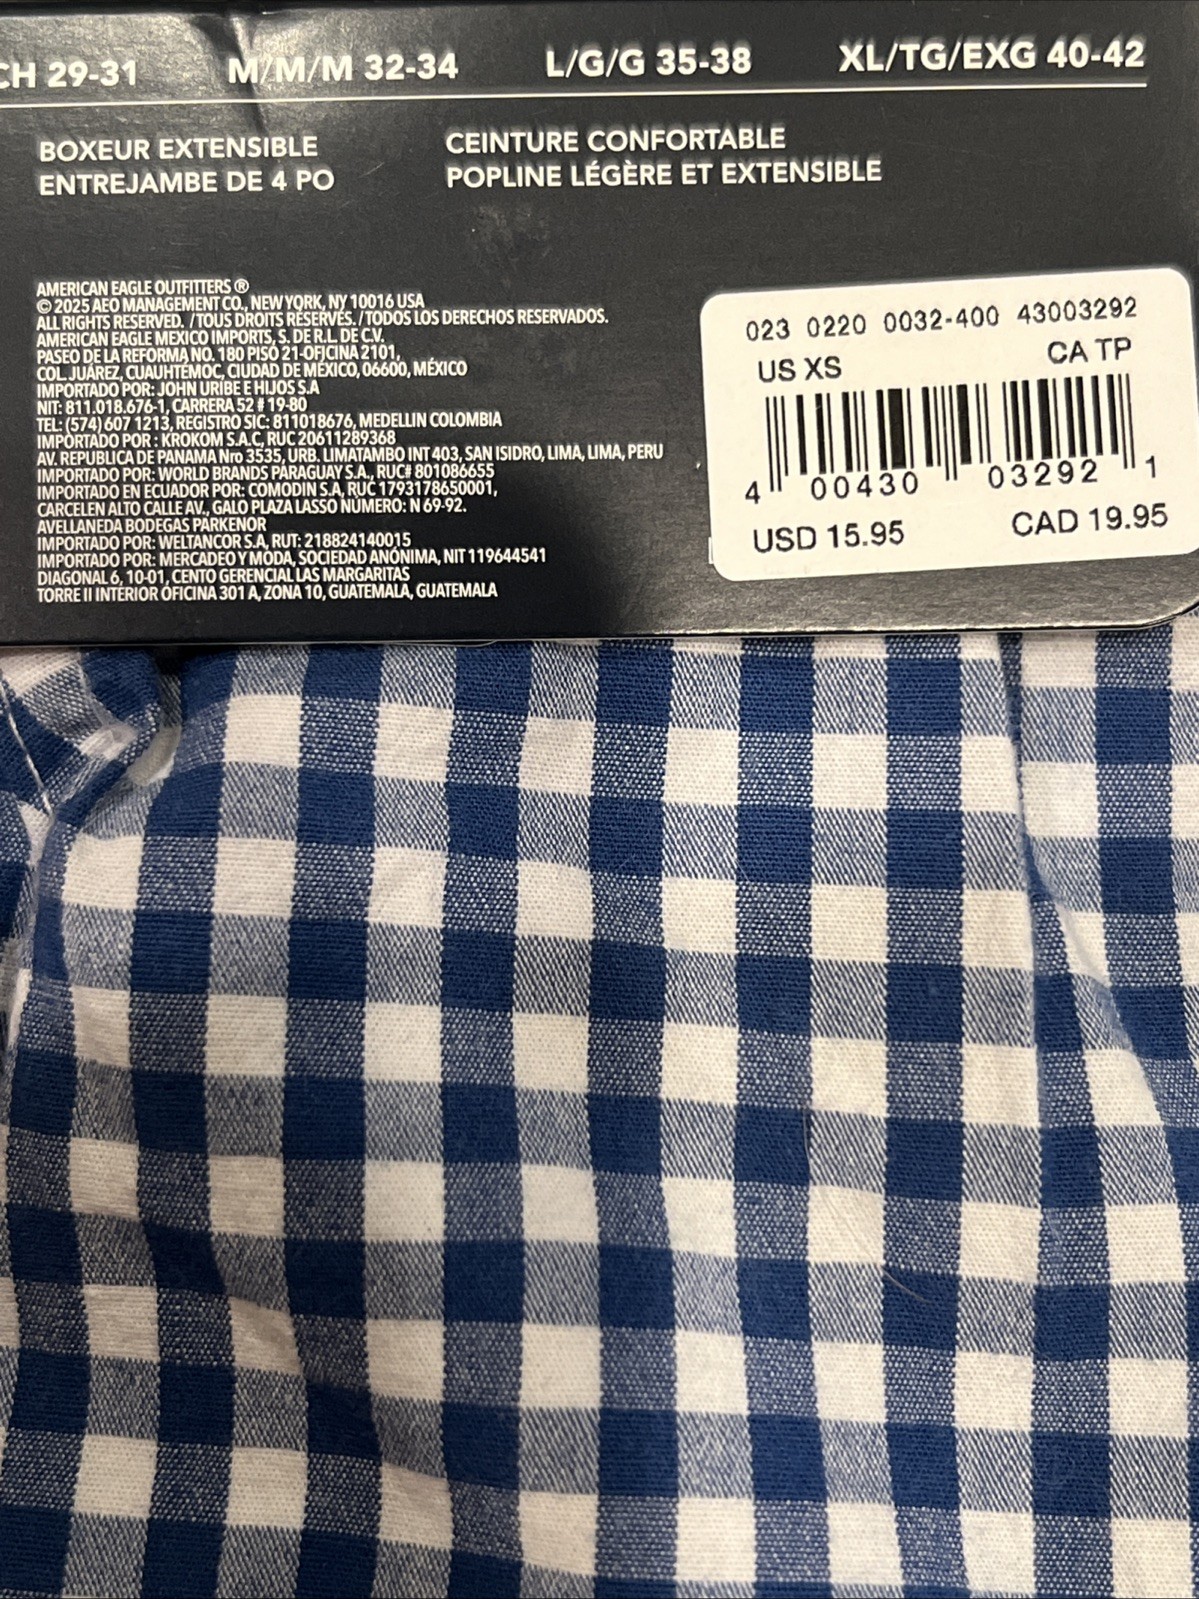 CH 29-31 M/M/M 32-34 L/G/G 35-38 XL/TG/EXG 40-42
BOXEUR EXTENSIBLE
ENTREJAMBE DE 4 PO
CEINTURE CONFORTABLE
POPLINE LÉGÈRE ET EXTENSIBLE
AMERICAN EAGLE OUTFITTERS ®
© 2025 AEO MANAGEMENT CO., NEW YORK, NY 10016 USA
ALL RIGHTS RESERVED. / TOUS DROITS RÉSERVÉS. / TODOS LOS DERECHOS RESERVADOS.
AMERICAN EAGLE MEXICO IMPORTS, S. DE R.L. DE C.V.
PASEO DE LA REFORMA NO. 180 PISO 21-OFICINA 2101,
COL. JUÁREZ, CUAUHTÉMOC, CIUDAD DE MÉXICO, 06600, MÉXICO
IMPORTADO POR: JOHN URIBE E HIJOS S.A
NIT: 811.018.676-1, CARRERA 52 # 19-80
TEL: (574) 607 1213, REGISTRO SIC: 811018676, MEDELLIN COLOMBIA
IMPORTADO POR : KROKOM S.A.C, RUC 20611289368
AV. REPUBLICA DE PANAMA Nro 3535, URB. LIMATAMBO INT 403, SAN ISIDRO, LIMA, LIMA, PERU
IMPORTADO POR: WORLD BRANDS PARAGUAY S.A., RUC# 801086655
IMPORTADO EN ECUADOR POR: COMODIN S.A, RUC 1793178650001,
CARCELEN ALTO CALLE AV., GALO PLAZA LASSO NÚMERO: N 69-92.
AVELLANEDA BODEGAS PARKENOR
IMPORTADO POR: WELTANCOR S.A, RUT: 218824140015
IMPORTADO POR: MERCADEO Y MODA, SOCIEDAD ANÓNIMA, NIT 119644541
DIAGONAL 6, 10-01, CENTO GERENCIAL LAS MARGARITAS
TORRE II INTERIOR OFICINA 301 A, ZONA 10, GUATEMALA, GUATEMALA
023 0220 0032-400 43003292
US XS CA TP
4 00430 03292 1
USD 15.95 CAD 19.95